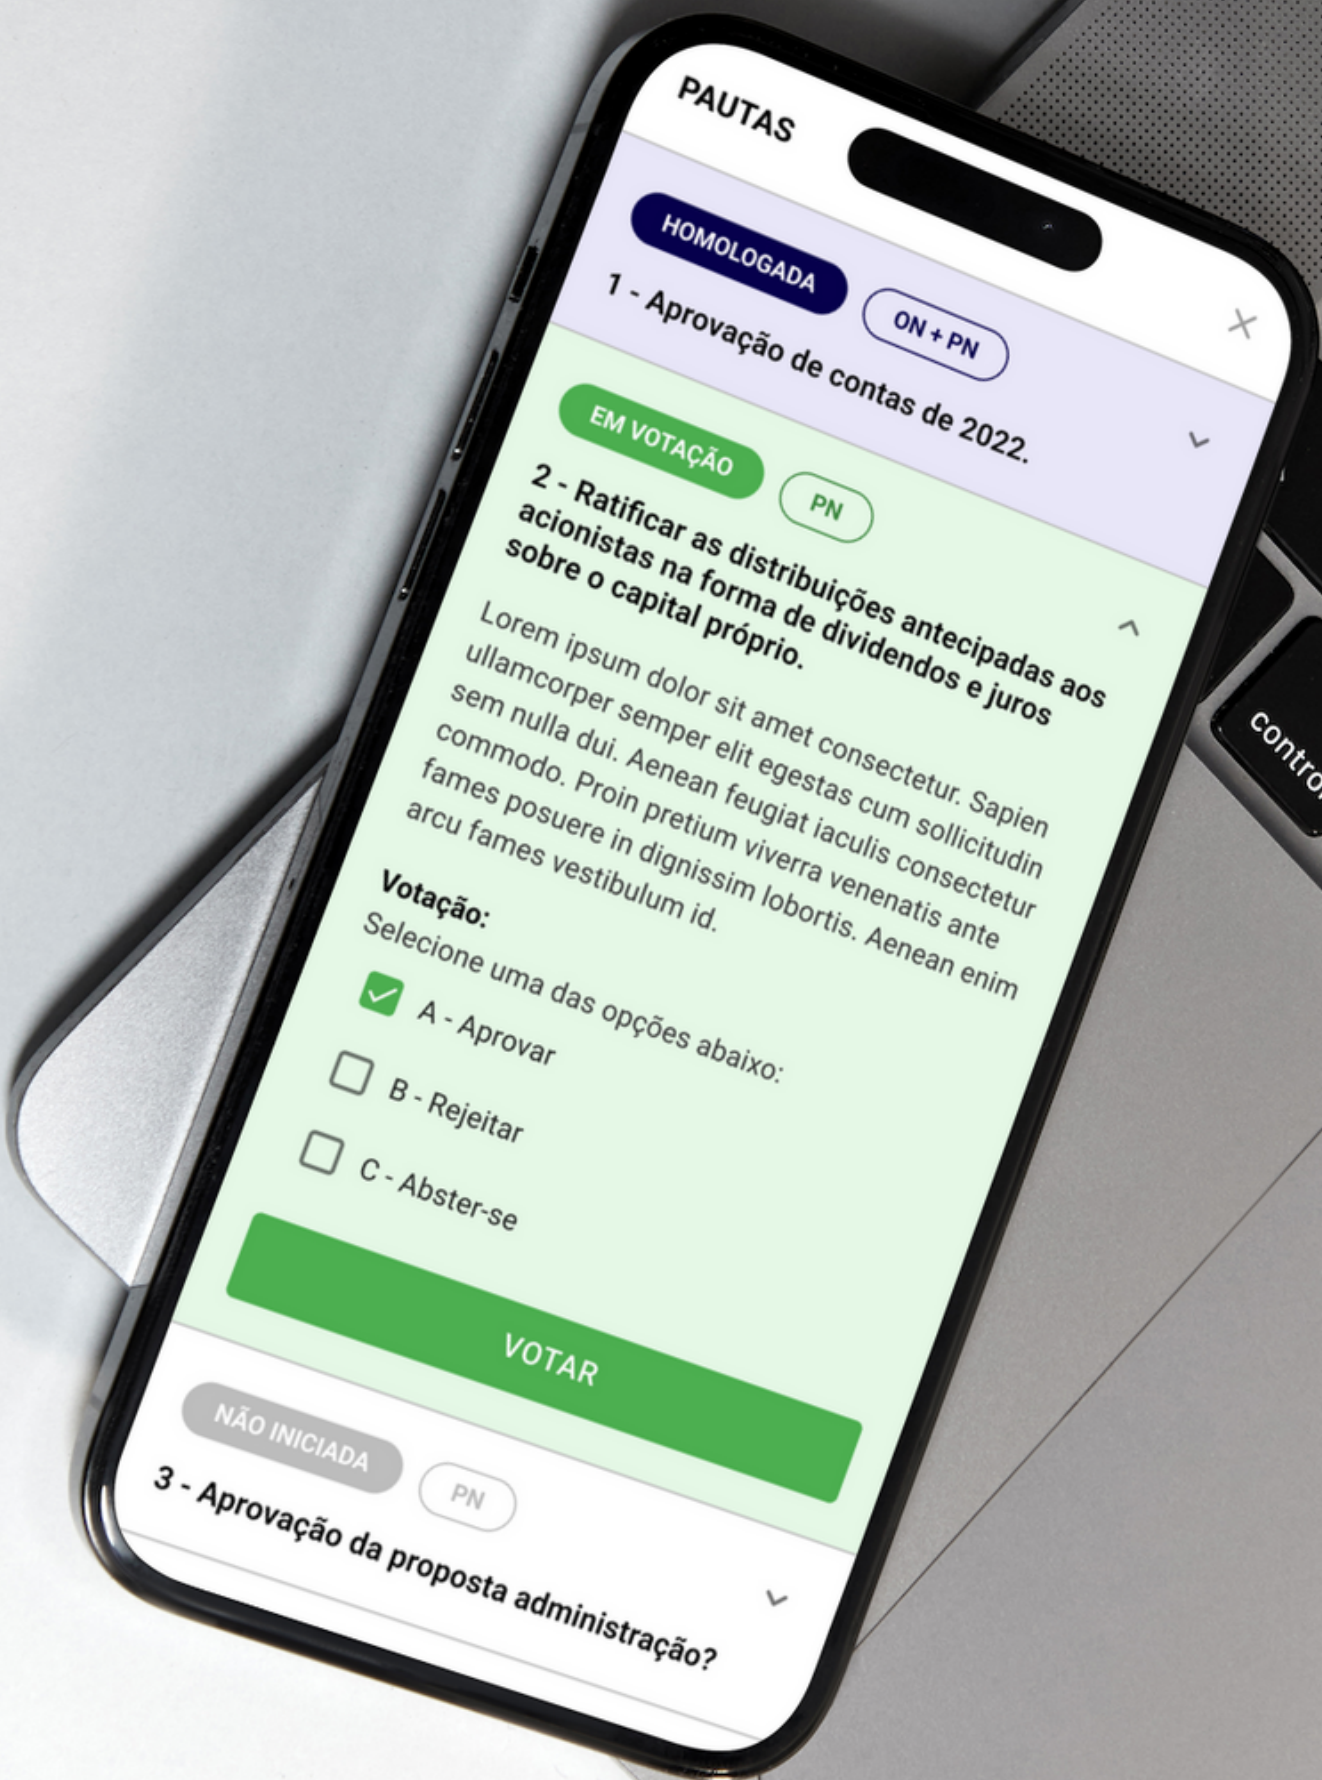 PAUTAS
HOMOLOGADA
ON + PN
1 - Aprovação de contas de 2022.
EM VOTAÇÃO
PN
2 - Ratificar as distribuições antecipadas aos
acionistas na forma de dividendos e juros
sobre o capital próprio.
Lorem ipsum dolor sit amet consectetur. Sapien
ullamcorper semper elit egestas cum sollicitudin
sem nulla dui. Aenean feugiat iaculis consectetur
commodo. Proin pretium viverra venenatis ante
fames posuere in dignissim lobortis. Aenean enim
arcu fames vestibulum id.
Votação:
Selecione uma das opções abaixo:
A - Aprovar
B - Rejeitar
C - Abster-se
VOTAR
NÃO INICIADA
PN
3 - Aprovação da proposta administração?